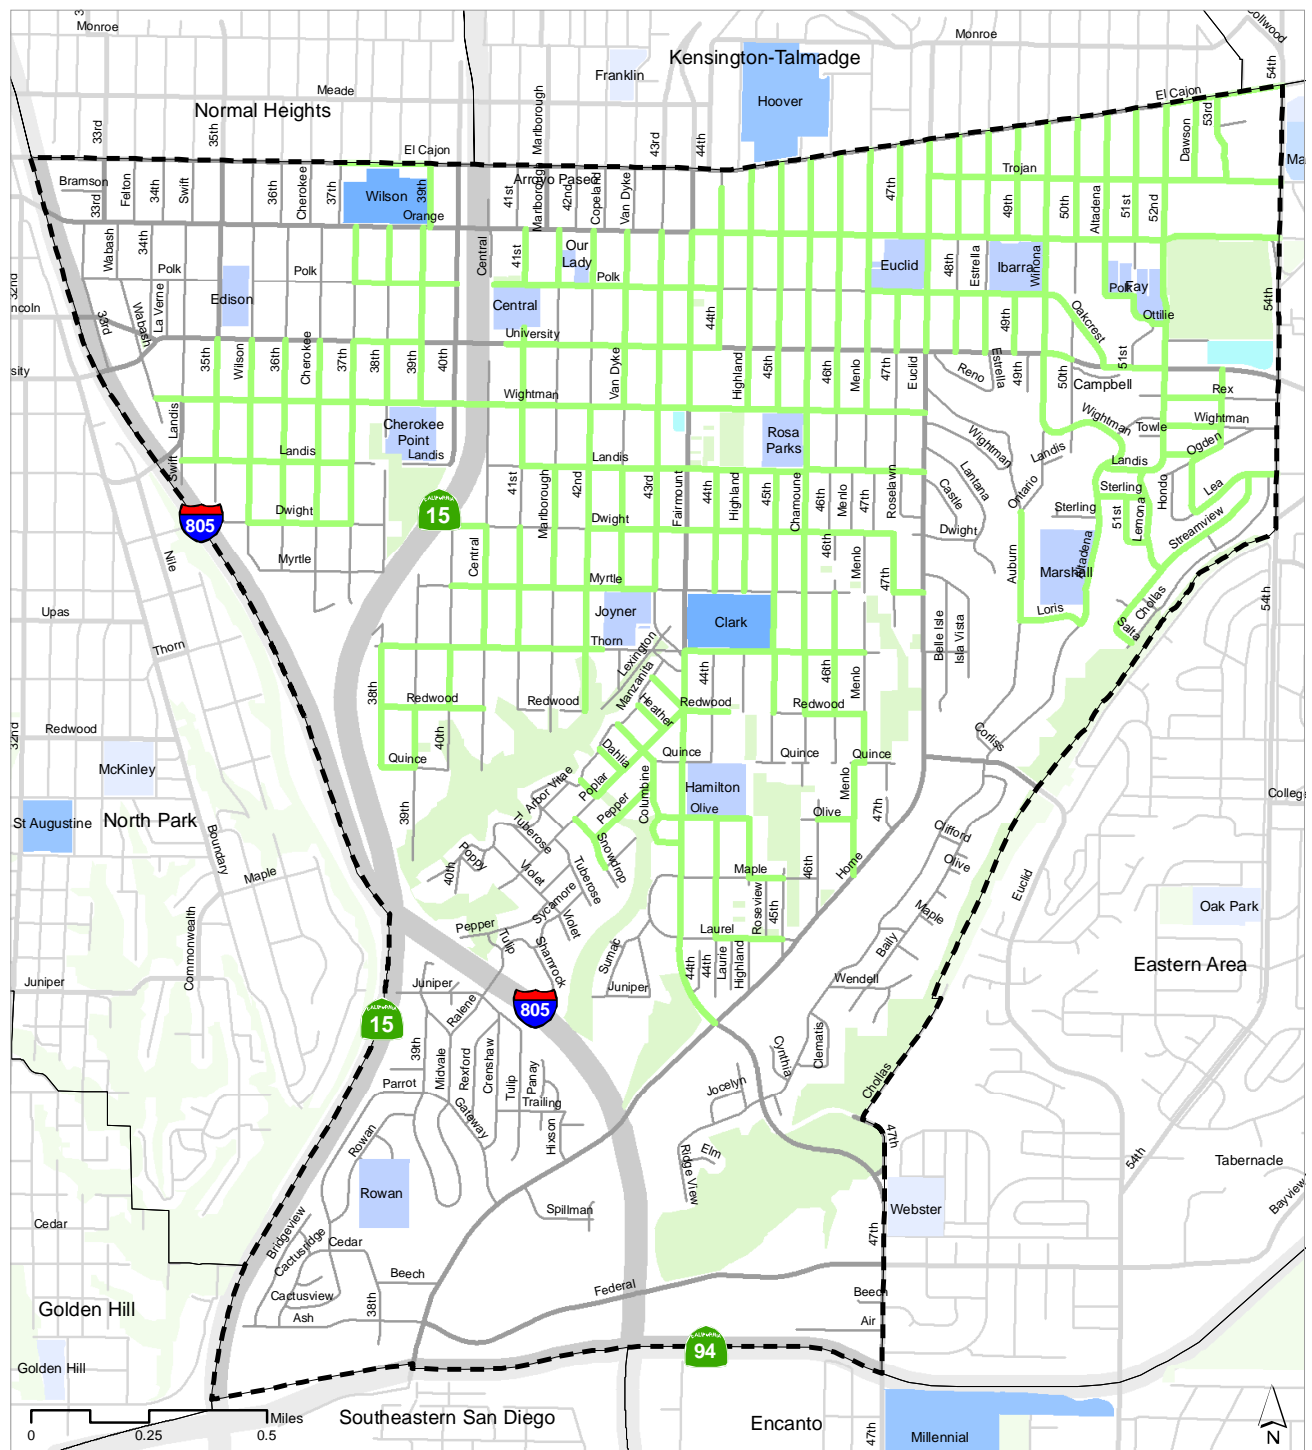 Monroe
Collwood
Monroe
Kensington-Talmadge
Franklin
54th
Meade
Hoover
El Cajon
Normal Heights
Marlborough
53rd
33rd
35th
43rd
44th
Dawson
El Cajon
Arroyo Paseo
Trojan
Bramson
33rd
Felton
34th
Swift
36th
Cherokee
37th
Wilson
39th
Orange
41st
Marlborough
42nd
Copeland
Van Dyke
47th
49th
50th
Altadena
51st
52nd
Wabash
34th
Polk
La Verne
Polk
Edison
Central
41st
Our
Lady
Polk
Central
University
44th
Euclid
48th
Estrella
Ibarra
Winona
Polk
Fay
Ottilie
54th
32nd
33rd
Wabash
35th
Wilson
36th
Cherokee
37th
38th
39th
40th
Van Dyke
Highland
45th
46th
Menlo
47th
Euclid
49th
Oakcrest
51st
Reno
Estrella
49th
50th
Campbell
Rex
Wightman
Landis
Cherokee
Point
Landis
Landis
Swift
Wightman
Landis
Rosa
Parks
Wightman
Landis
Wightman
Towle
Wightman
Ogden
Landis
Lantana
Castle
Ontario
Sterling
Sterling
51st
Lemona
Hondo
Lea
Streamview
15
805
Dwight
Myrtle
Nile
Central
41st
Marlborough
42nd
43rd
Fairmount
44th
Highland
45th
Chamoune
46th
Menlo
47th
Roselawn
Dwight
Dwight
46th
Menlo
47th
Auburn
Marshall
Altadena
Myrtle
Joyner
Clark
Loris
Chollas
Salta
54th
Upas
Thorn
Thorn
Lexington
Manzanita
44th
46th
Menlo
Belle Isle
Isla Vista
38th
Redwood
Redwood
Heather
Redwood
Redwood
Redwood
32nd
40th
Quince
Dahlia
Quince
Quince
Quince
Corliss
McKinley
39th
Arbor Vitae
Poplar
Pepper
Columbine
Hamilton
Olive
Olive
Menlo
47th
College
St Augustine
North Park
Boundary
Maple
Tuberose
Poppy
40th
Violet
Snowdrop
Tuberose
Sycamore
Violet
Maple
46th
Home
Clifford
Olive
Euclid
Oak Park
Commonwealth
Pepper
Tulip
Shamrock
Sumac
Laurel
Roseview
45th
Maple
Baily
Eastern Area
Juniper
Juniper
Ralene
805
15
Juniper
44th
44th
Laurie
Highland
Wendell
39th
Midvale
Rexford
Crenshaw
Tulip
Panay
Cynthia
Clematis
Parrot
Gateway
Trailing
Hixson
Jocelyn
Chollas
47th
54th
Rowan
Elm
Ridge View
Tabernacle
Rowan
Bayview
Webster
Cedar
Spillman
47th
Bridgeview
Cactusridge
Cedar
Beech
Federal
Golden Hill
Cactusview
38th
Ash
Beech
Air
Golden Hill
94
0
0.25
0.5
Miles
Southeastern San Diego
Encanto
47th
Millennial
N